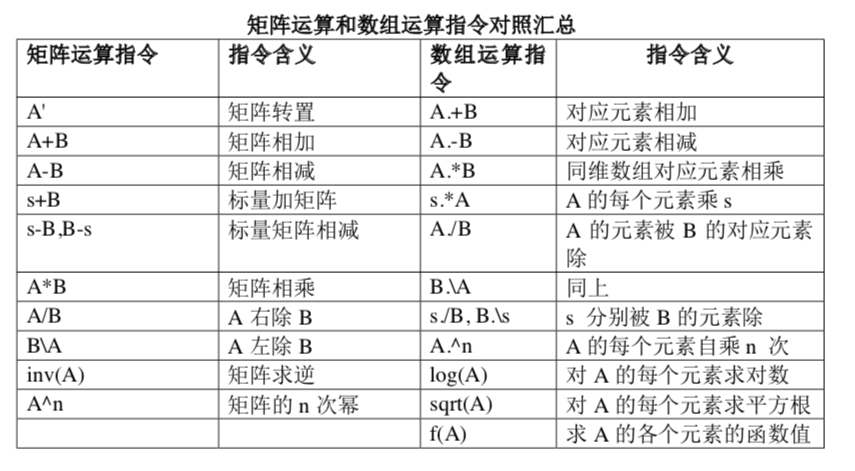 矩阵运算和数组运算指令对照汇总
矩阵运算指令 指令含义 数组运算指令 指令含义
A' 矩阵转置 A.+B 对应元素相加
A+B 矩阵相加 A.-B 对应元素相减
A-B 矩阵相减 A.*B 同维数组对应元素相乘
s+B 标量加矩阵 s.*A A 的每个元素乘 s
s-B,B-s 标量矩阵相减 A./B A 的元素被 B 的对应元素除
A*B 矩阵相乘 B.\A 同上
A/B A 右除 B s./B, B.\s s 分别被 B 的元素除
B\A A 左除 B A.^n A 的每个元素自乘 n 次
inv(A) 矩阵求逆 log(A) 对 A 的每个元素求对数
A^n 矩阵的 n 次幂 sqrt(A) 对 A 的每个元素求平方根
f(A) 求 A 的各个元素的函数值